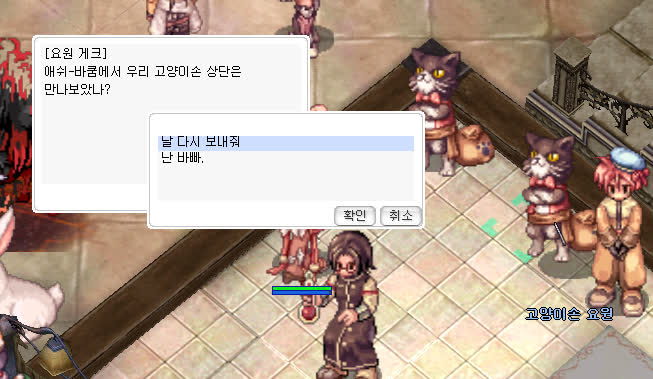 [요원 게크]
애쉬-바쿰에서 우리 고양이손 상단은
만나보았나?
날 다시 보내줘
난 바빠.
확인 취소
고양이손 요원